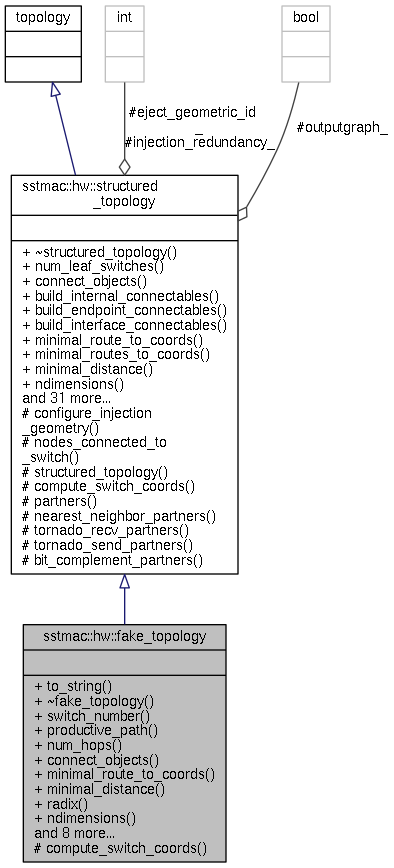 topology
int
bool
#eject_geometric_id
_
#injection_redundancy_
#outputgraph_
sstmac::hw::structured
_topology
+ ~structured_topology()
+ num_leaf_switches()
+ connect_objects()
+ build_internal_connectables()
+ build_endpoint_connectables()
+ build_interface_connectables()
+ minimal_route_to_coords()
+ minimal_routes_to_coords()
+ minimal_distance()
+ ndimensions()
and 31 more...
# configure_injection
_geometry()
# nodes_connected_to
_switch()
# structured_topology()
# compute_switch_coords()
# partners()
# nearest_neighbor_partners()
# tornado_recv_partners()
# tornado_send_partners()
# bit_complement_partners()
sstmac::hw::fake_topology
+ to_string()
+ ~fake_topology()
+ switch_number()
+ productive_path()
+ num_hops()
+ connect_objects()
+ minimal_route_to_coords()
+ minimal_distance()
+ radix()
+ ndimensions()
and 8 more...
# compute_switch_coords()